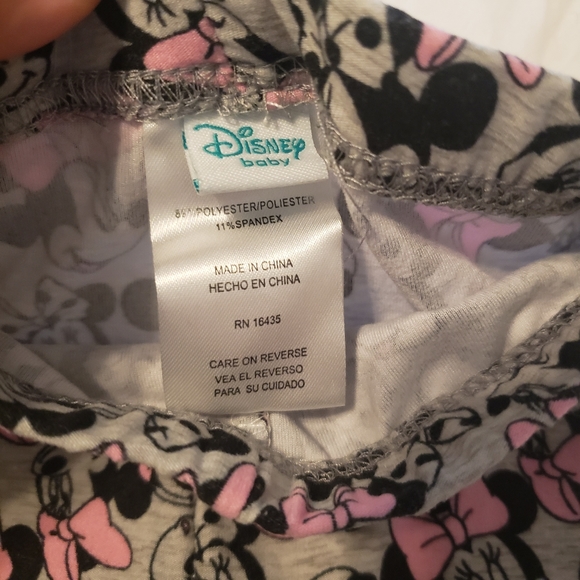 Disney
baby
89%POLYESTER/POLIESTER
11%SPANDEX
MADE IN CHINA
HECHO EN CHINA
RN 16435
CARE ON REVERSE
VEA EL REVERSO
PARA SU CUIDADO